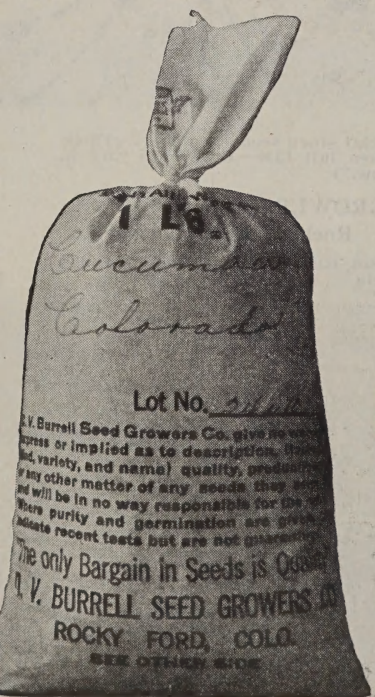 1 LB.
Cucumber
Colorado
Lot No.
V. Burrell Seed Growers Co. give no
express or implied as to description,
variety, and name) quality,
or any other matter of any seeds they
and will be in no way responsible for the
Where purity and germination are given
indicate recent tests but are not
The only Bargain in Seeds is Quality
D. V. BURRELL SEED GROWERS CO
ROCKY FORD, COLO.
SEE OTHER SIDE